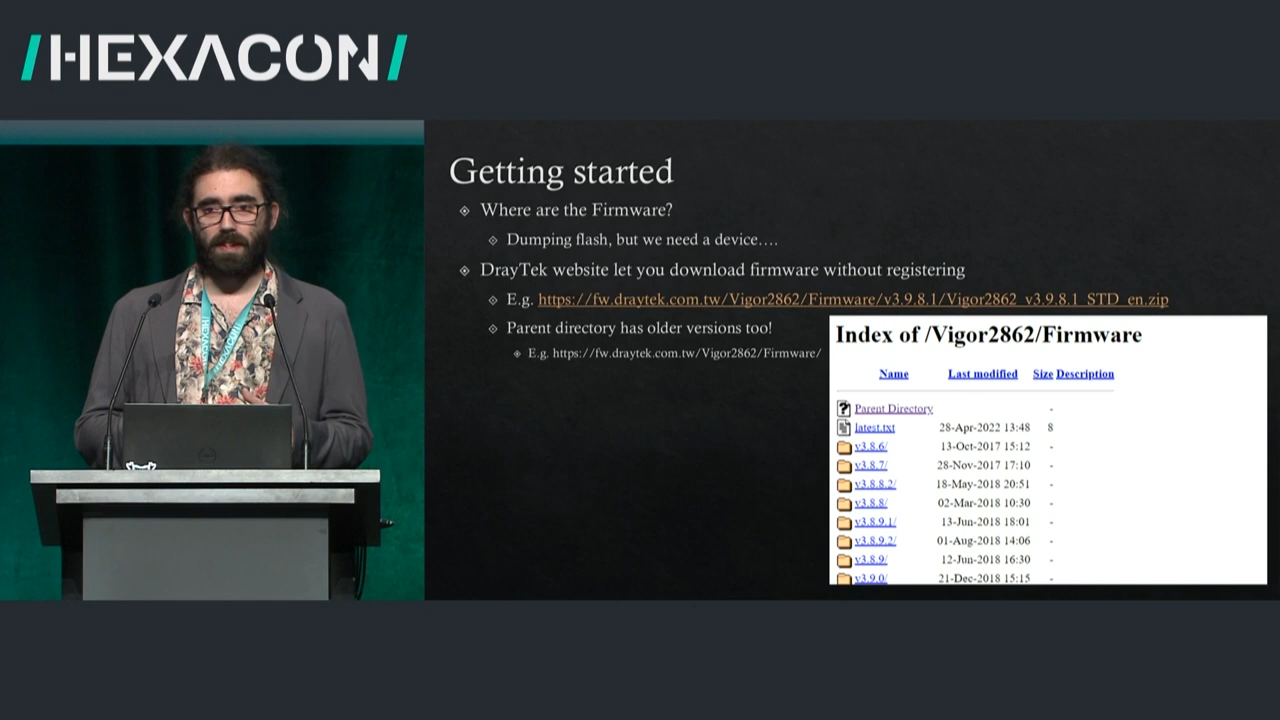 /HEXACON/
HEXACON
Getting started
Where are the Firmware?
Dumping flash, but we need a device….
DrayTek website let you download firmware without registering
E.g. https://fw.draytek.com.tw/Vigor2862/Firmware/v3.9.8.1/Vigor2862_v3.9.8.1_STD_en.zip
Parent directory has older versions too!
E.g. https://fw.draytek.com.tw/Vigor2862/Firmware/
Index of /Vigor2862/Firmware
Name Last modified Size Description
Parent Directory -
latest.txt 28-Apr-2022 13:48 8
v3.8.6/ 13-Oct-2017 15:12 -
v3.8.7/ 28-Nov-2017 17:10 -
v3.8.8.2/ 18-May-2018 20:51 -
v3.8.8/ 02-Mar-2018 10:30 -
v3.8.9.1/ 13-Jun-2018 18:01 -
v3.8.9.2/ 01-Aug-2018 14:06 -
v3.8.9/ 12-Jun-2018 16:30 -
v3.9.0/ 21-Dec-2018 15:15 -